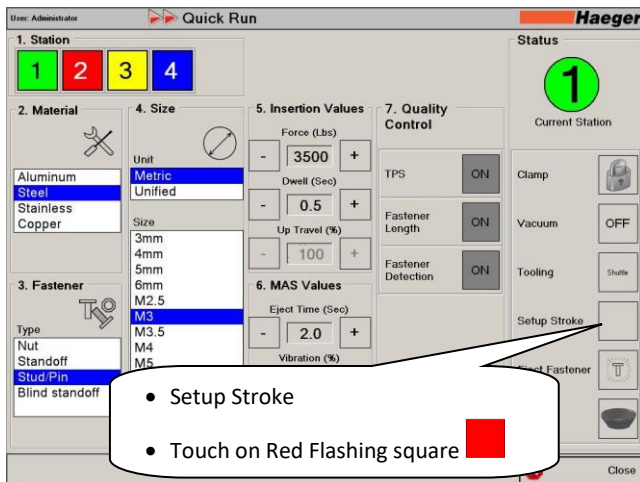 User: Administrator
Quick Run
Haeger
1. Station
1 2 3 4
Status
1
Current Station
2. Material
Aluminum
Steel
Stainless
Copper
3. Fastener
Type
Nut
Standoff
Stud/Pin
Blind standoff
4. Size
Unit
Metric
Unified
Size
3mm
4mm
5mm
6mm
M2.5
M3
M3.5
M4
M5
5. Insertion Values
Force (Lbs)
- 3500 +
Dwell (Sec)
- 0.5 +
Up Travel (%)
- 100 +
6. MAS Values
Eject Time (Sec)
- 2.0 +
Vibration (%)
7. Quality
Control
TPS ON
Fastener
Length ON
Fastener
Detection ON
Clamp
Vacuum OFF
Tooling Shuttle
Setup Stroke
Fastener
• Setup Stroke
• Touch on Red Flashing square
Close